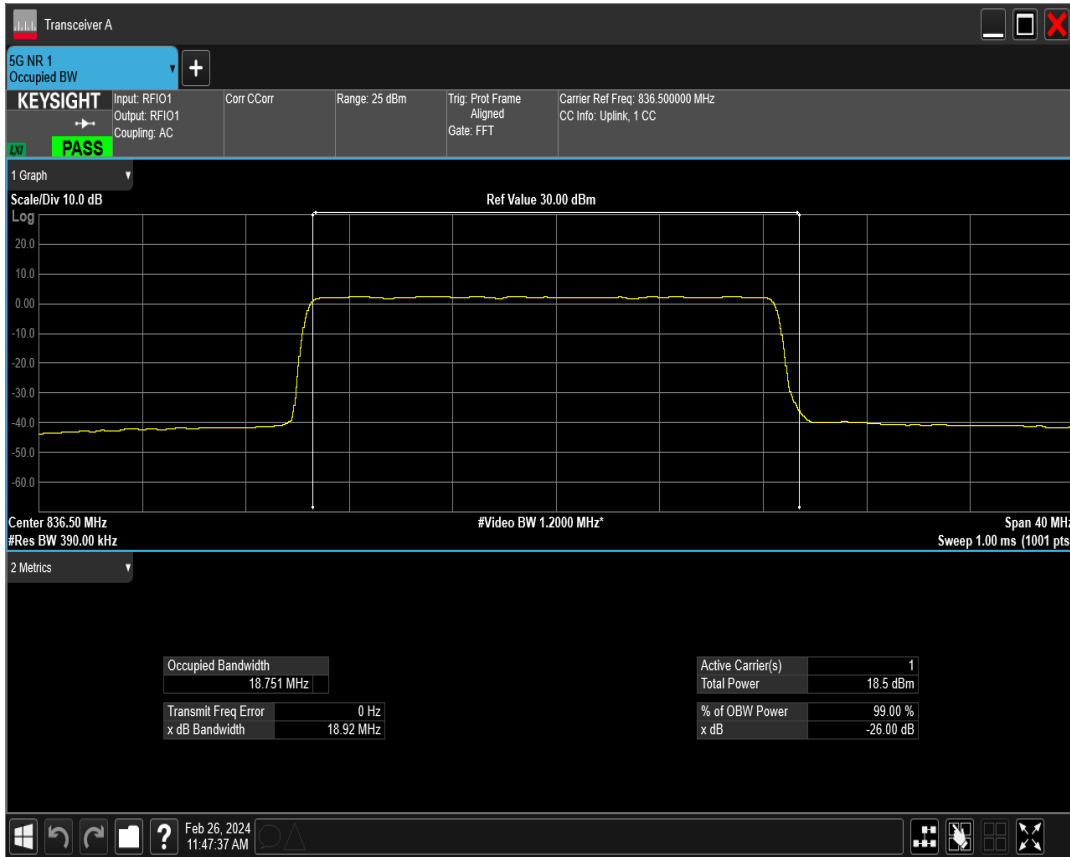 Transceiver A
5G NR 1
Occupied BW
KEYSIGHT
LXI
PASS
Input: RFIO1
Output: RFIO1
Coupling: AC
Corr CCorr
Range: 25 dBm
Trig: Prot Frame
Aligned
Gate: FFT
Carrier Ref Freq: 836.500000 MHz
CC Info: Uplink, 1 CC
1 Graph
Scale/Div 10.0 dB
Ref Value 30.00 dBm
Log
20.0
10.0
0.00
-10.0
-20.0
-30.0
-40.0
-50.0
-60.0
Center 836.50 MHz
#Video BW 1.2000 MHz*
Span 40 MHz
#Res BW 390.00 kHz
Sweep 1.00 ms (1001 pts
2 Metrics
Occupied Bandwidth
18.751 MHz
Transmit Freq Error 0 Hz
x dB Bandwidth 18.92 MHz
Active Carrier(s) 1
Total Power 18.5 dBm
% of OBW Power 99.00 %
x dB -26.00 dB
?
Feb 26, 2024
11:47:37 AM